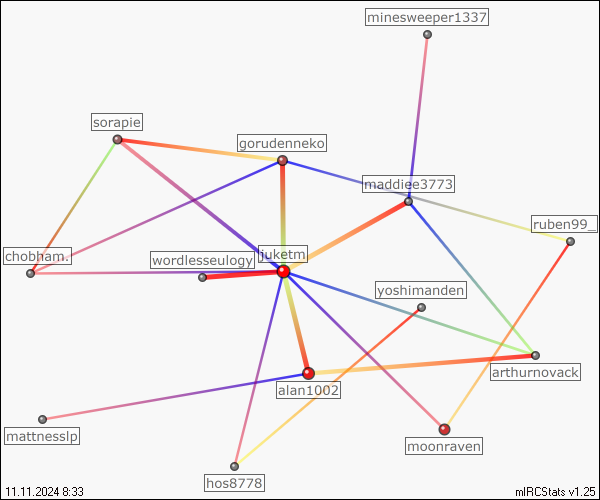 minesweeper1337
sorapie
gorudenneko
maddiee3773
ruben99_
chobham.
wordlesseulogy
juketm
yoshimanden
arthurnovack
alan1002
mattnesslp
moonraven
hos8778
11.11.2024 8:33
mIRCStats v1.25